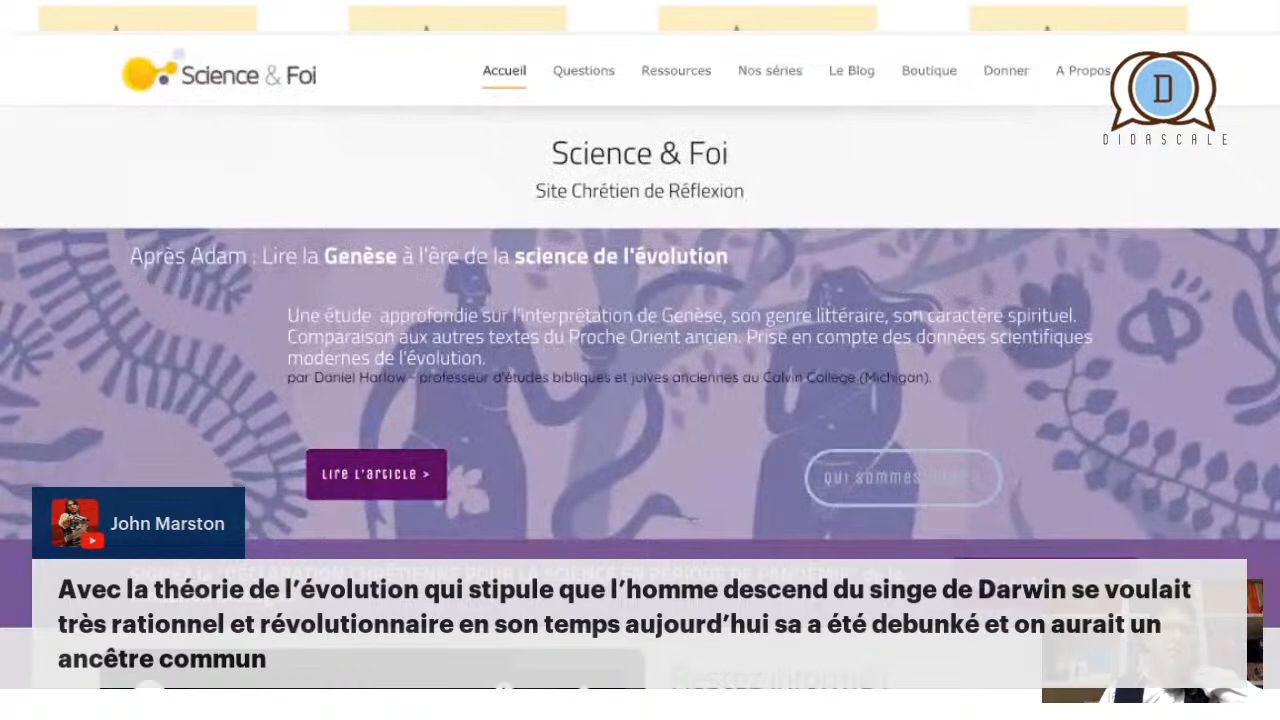 Science & Foi
Accueil Questions Ressources Nos séries Le Blog Boutique Donner A Propos
D
DIDASCALE
Science & Foi
Site Chrétien de Réflexion
Après Adam : Lire la Genèse à l'ère de la science de l'évolution
Une étude approfondie sur l'interprétation de Genèse, son genre littéraire, son caractère spirituel.
Comparaison aux autres textes du Proche Orient ancien. Prise en compte des données scientifiques
modernes de l'évolution.
par Daniel Harlow - professeur d'études bibliques et juives anciennes au Calvin College (Michigan).
Lire l'article >
Qui sommes
John Marston
Avec la théorie de l’évolution qui stipule que l’homme descend du singe de Darwin se voulait
très rationnel et révolutionnaire en son temps aujourd’hui sa a été debunké et on aurait un
ancêtre commun